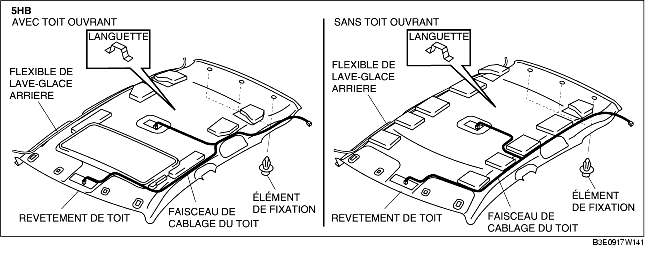 5HB
AVEC TOIT OUVRANT
LANGUETTE
FLEXIBLE DE
LAVE-GLACE
ARRIERE
REVETEMENT DE TOIT
FAISCEAU DE
CABLAGE DU TOIT
ÉLÉMENT
DE FIXATION
SANS TOIT OUVRANT
LANGUETTE
FLEXIBLE DE
LAVE-GLACE
ARRIERE
REVETEMENT DE TOIT
FAISCEAU DE
CABLAGE DU TOIT
ÉLÉMENT
DE FIXATION
B3E0917W141